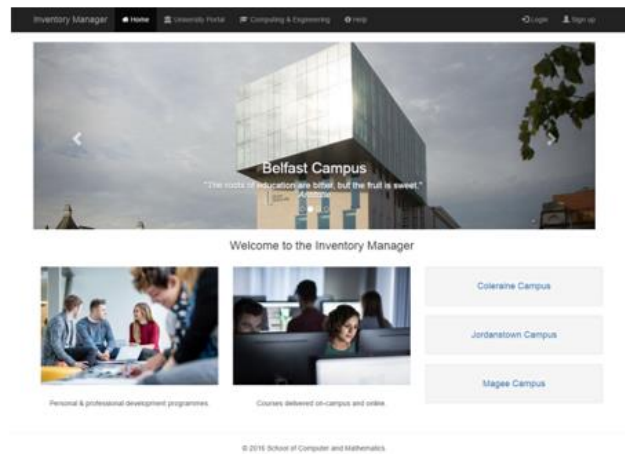 Inventory Manager Home University Portal Computing & Engineering Help Login Sign up
Belfast Campus
"The roots of education are bitter, but the fruit is sweet."
Aristotle
Welcome to the Inventory Manager
Coleraine Campus
Jordanstown Campus
Magee Campus
Personal & professional development programmes.
Courses delivered on-campus and online.
© 2016 School of Computer and Mathematics